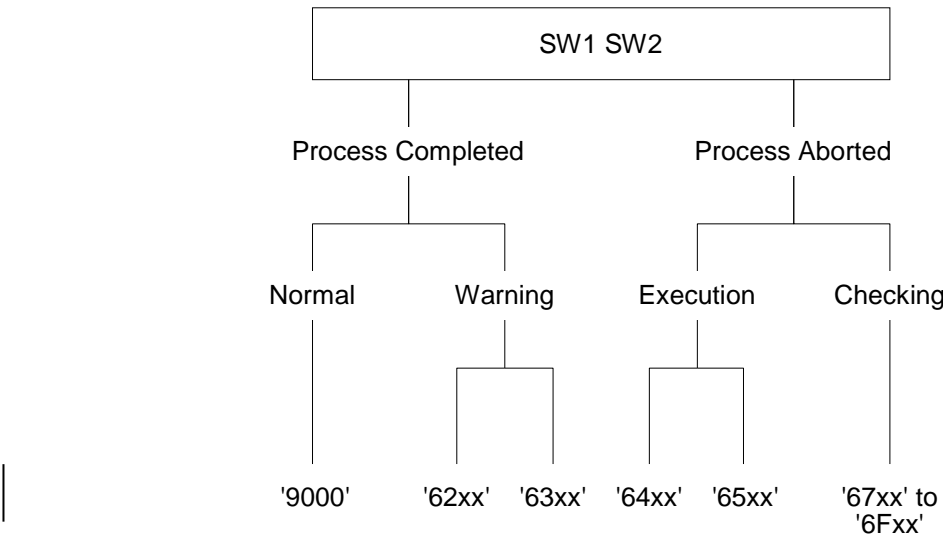 SW1 SW2
Process Completed
Process Aborted
Normal
Warning
Execution
Checking
'9000'
'62xx'
'63xx'
'64xx'
'65xx'
'67xx' to
'6Fxx'